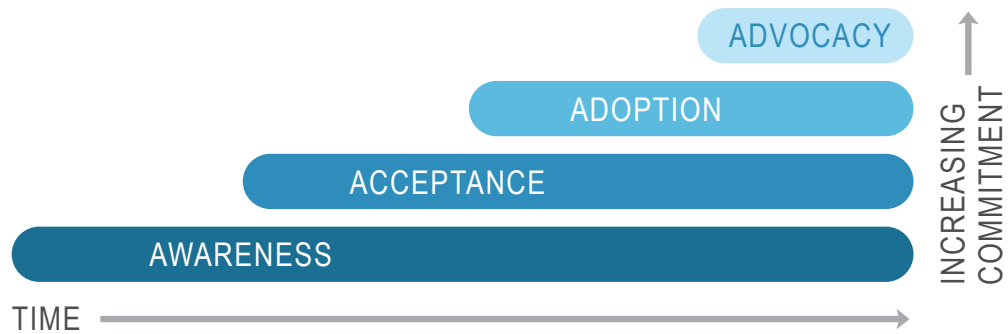 ADVOCACY
ADOPTION
ACCEPTANCE
AWARENESS
TIME
INCREASING
COMMITMENT